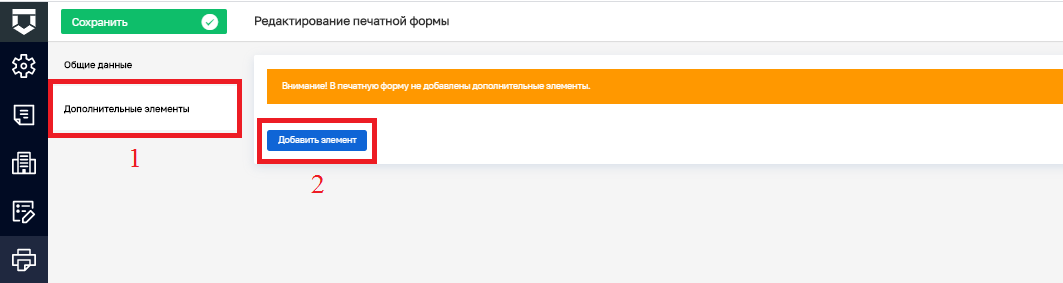 Сохранить
Редактирование печатной формы
Общие данные
Дополнительные элементы
Внимание! В печатную форму не добавлены дополнительные элементы.
Добавить элемент
1
2